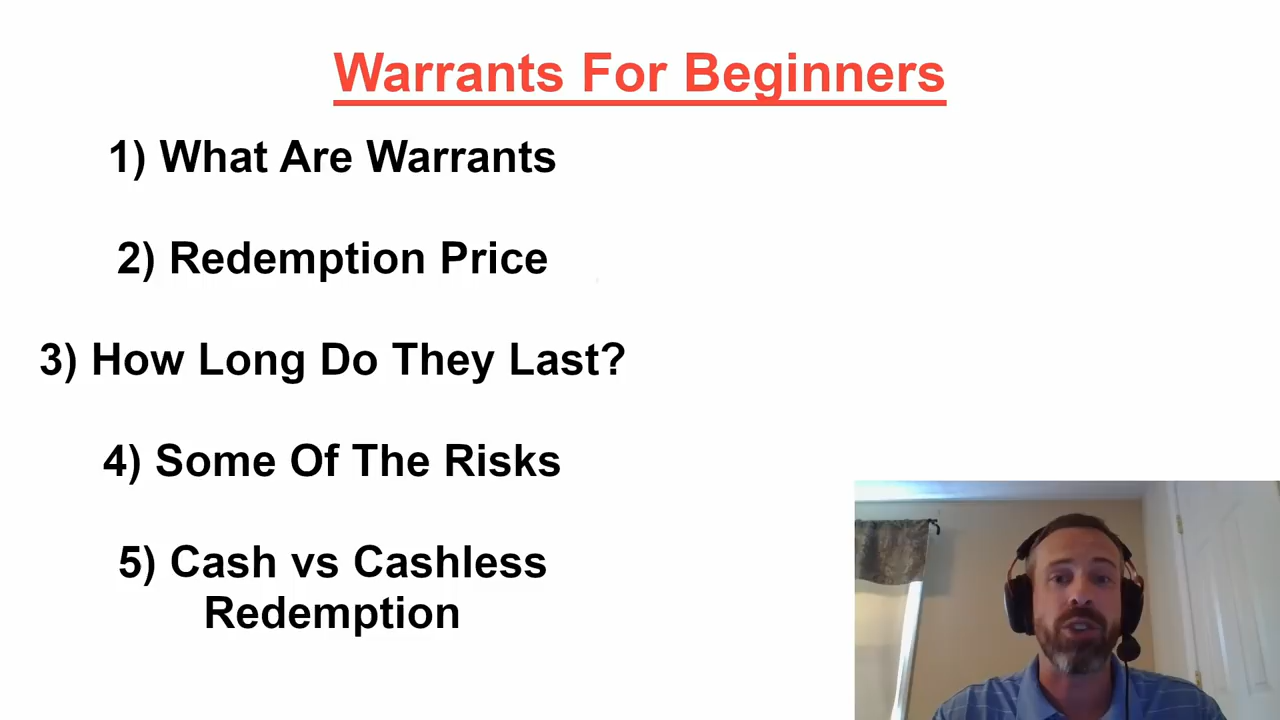 Warrants For Beginners
1) What Are Warrants
2) Redemption Price
3) How Long Do They Last?
4) Some Of The Risks
5) Cash vs Cashless
Redemption